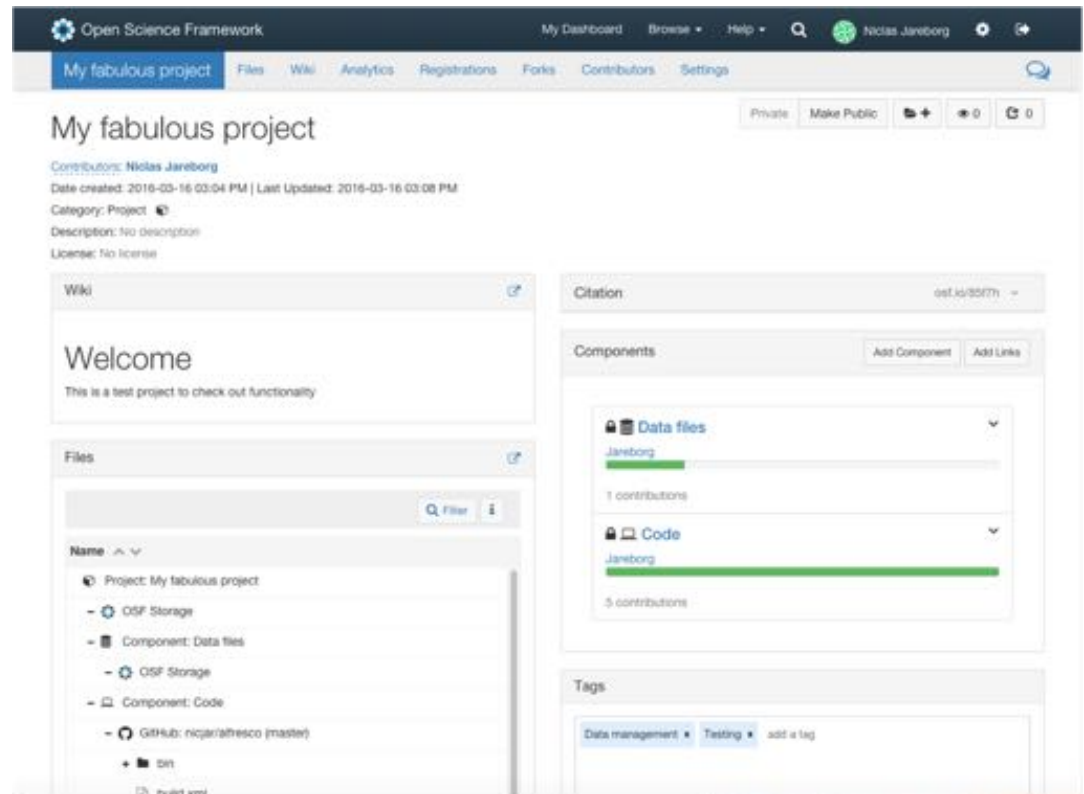 Open Science Framework My Dashboard Browse Help Niclas Jareborg
My fabulous project Files Wiki Analytics Registrations Forks Contributors Settings
My fabulous project
Private Make Public 0 0
Contributors: Niclas Jareborg
Date created: 2016-03-16 03:04 PM | Last Updated: 2016-03-16 03:08 PM
Category: Project
Description: No description
License: No license
Wiki
Welcome
This is a test project to check out functionality
Files
Filter i
Name
Project: My fabulous project
OSF Storage
Component: Data files
OSF Storage
Component: Code
GitHub: nicjar/alfresco (master)
bin
build.xml
Citation
Components Add Component Add Links
Data files
Jareborg
1 contributions
Code
Jareborg
5 contributions
Tags
Data management x Testing x add a tag